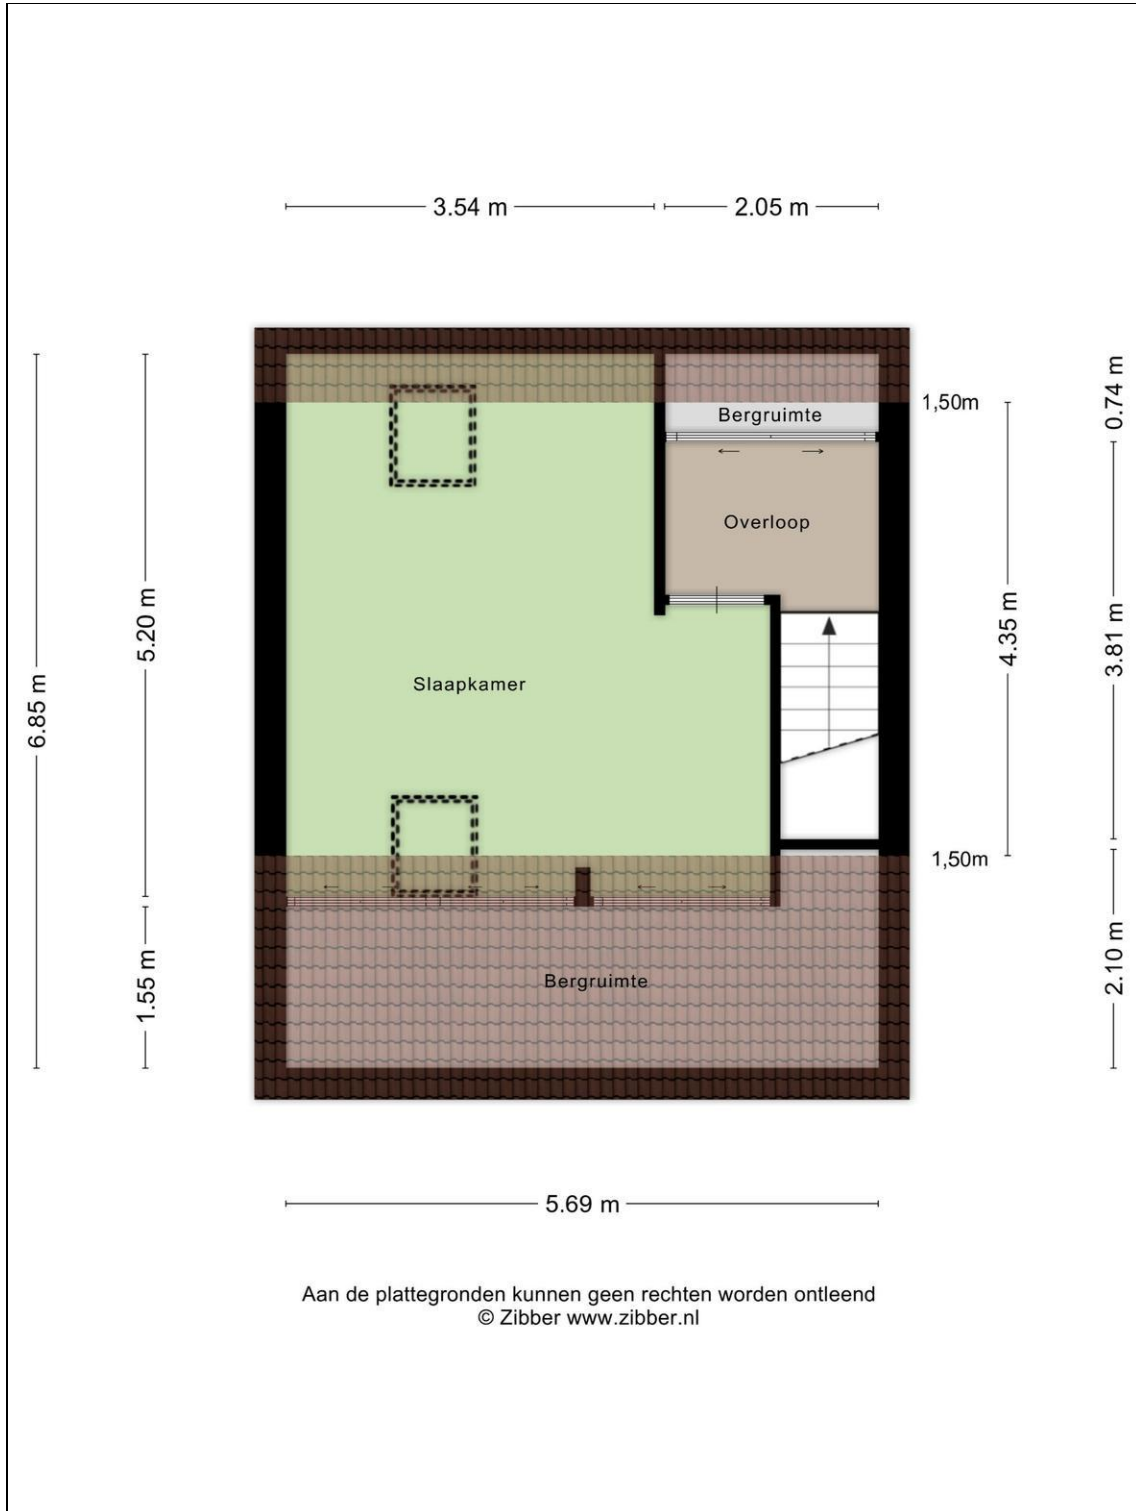 3.54 m
2.05 m
1,50m
0.74 m
Bergruimte
Overloop
5.20 m
4.35 m
3.81 m
6.85 m
Slaapkamer
1,50m
1.55 m
2.10 m
Bergruimte
5.69 m
Aan de plattegronden kunnen geen rechten worden ontleend
© Zibber www.zibber.nl